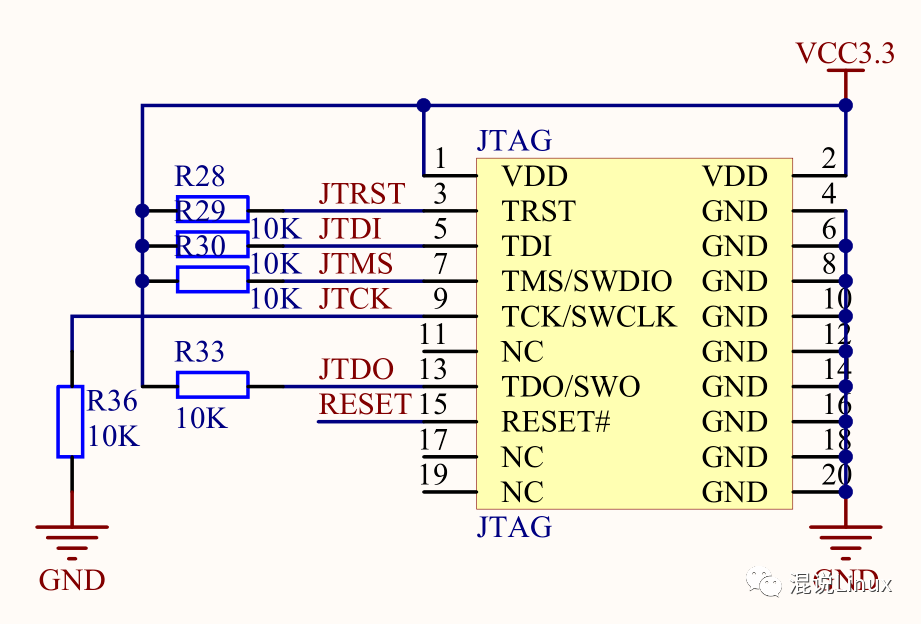 VCC3.3
JTAG
1 VDD VDD 2
R28 JTRST 3 TRST GND 4
R29 10K JTDI 5 TDI GND 6
R30 10K JTMS 7 TMS/SWDIO GND 8
10K JTCK 9 TCK/SWCLK GND 10
11 NC GND 12
R33 JTDO 13 TDO/SWO GND 14
R36 10K RESET 15 RESET# GND 16
10K 17 NC GND 18
19 NC GND 20
JTAG
GND GND
混说Linux